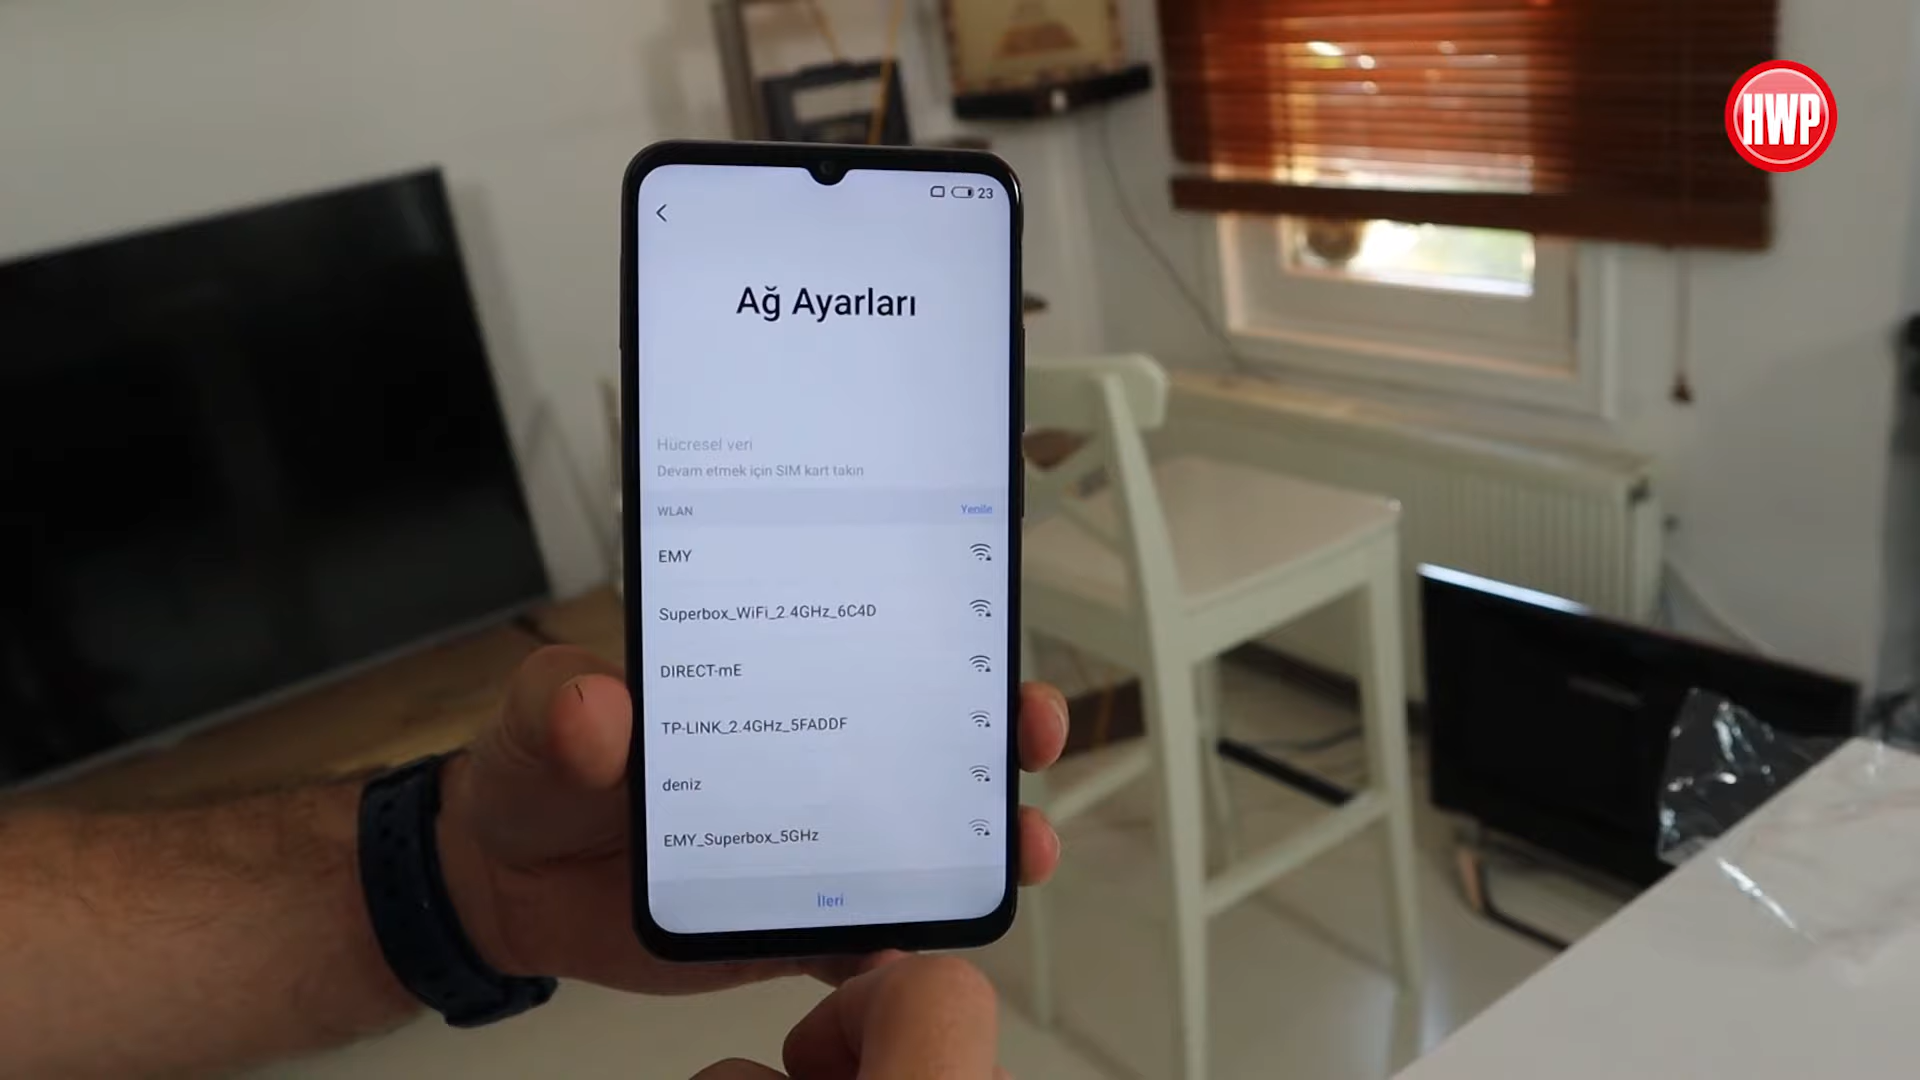 HWP
23
Ağ Ayarları
Hücresel veri
Devam etmek için SIM kart takın
WLAN Yenile
EMY
Superbox_WiFi_2.4GHz_6C4D
DIRECT-mE
TP-LINK_2.4GHz_5FADDF
deniz
EMY_Superbox_5GHz
İleri